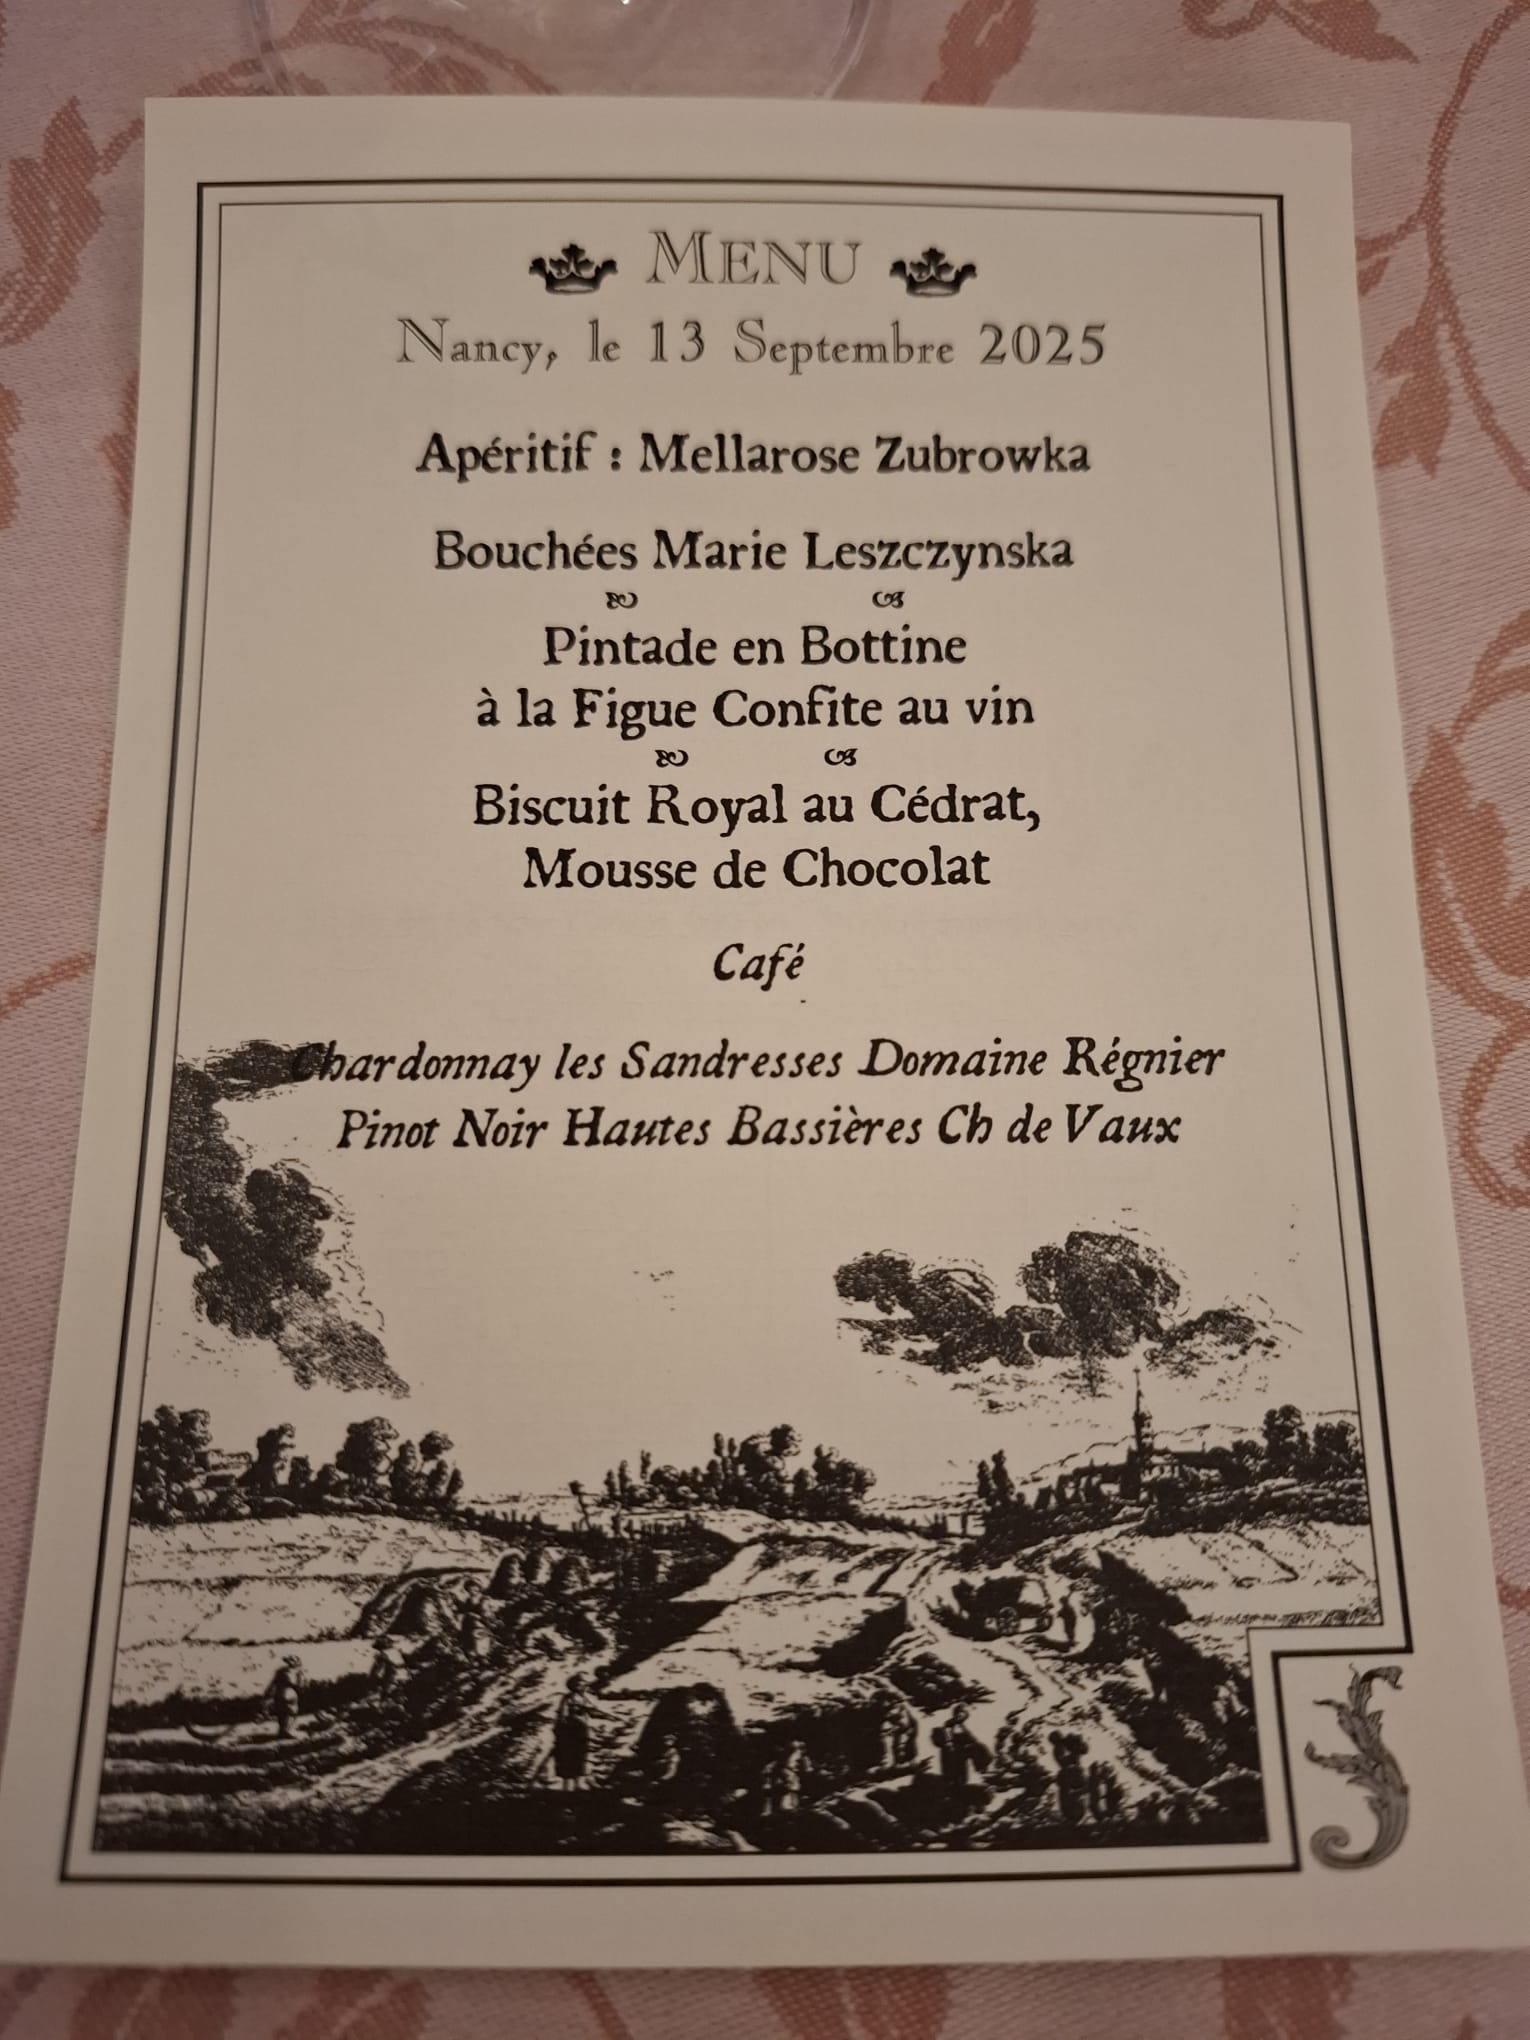 MENU
Nancy, le 13 Septembre 2025
Apéritif : Mellarose Zubrowka
Bouchées Marie Leszczynska
Pintade en Bottine
à la Figue Confite au vin
Biscuit Royal au Cédrat,
Mousse de Chocolat
Café
Chardonnay les Sandresses Domaine Régnier
Pinot Noir Hautes Bassières Ch de Vaux